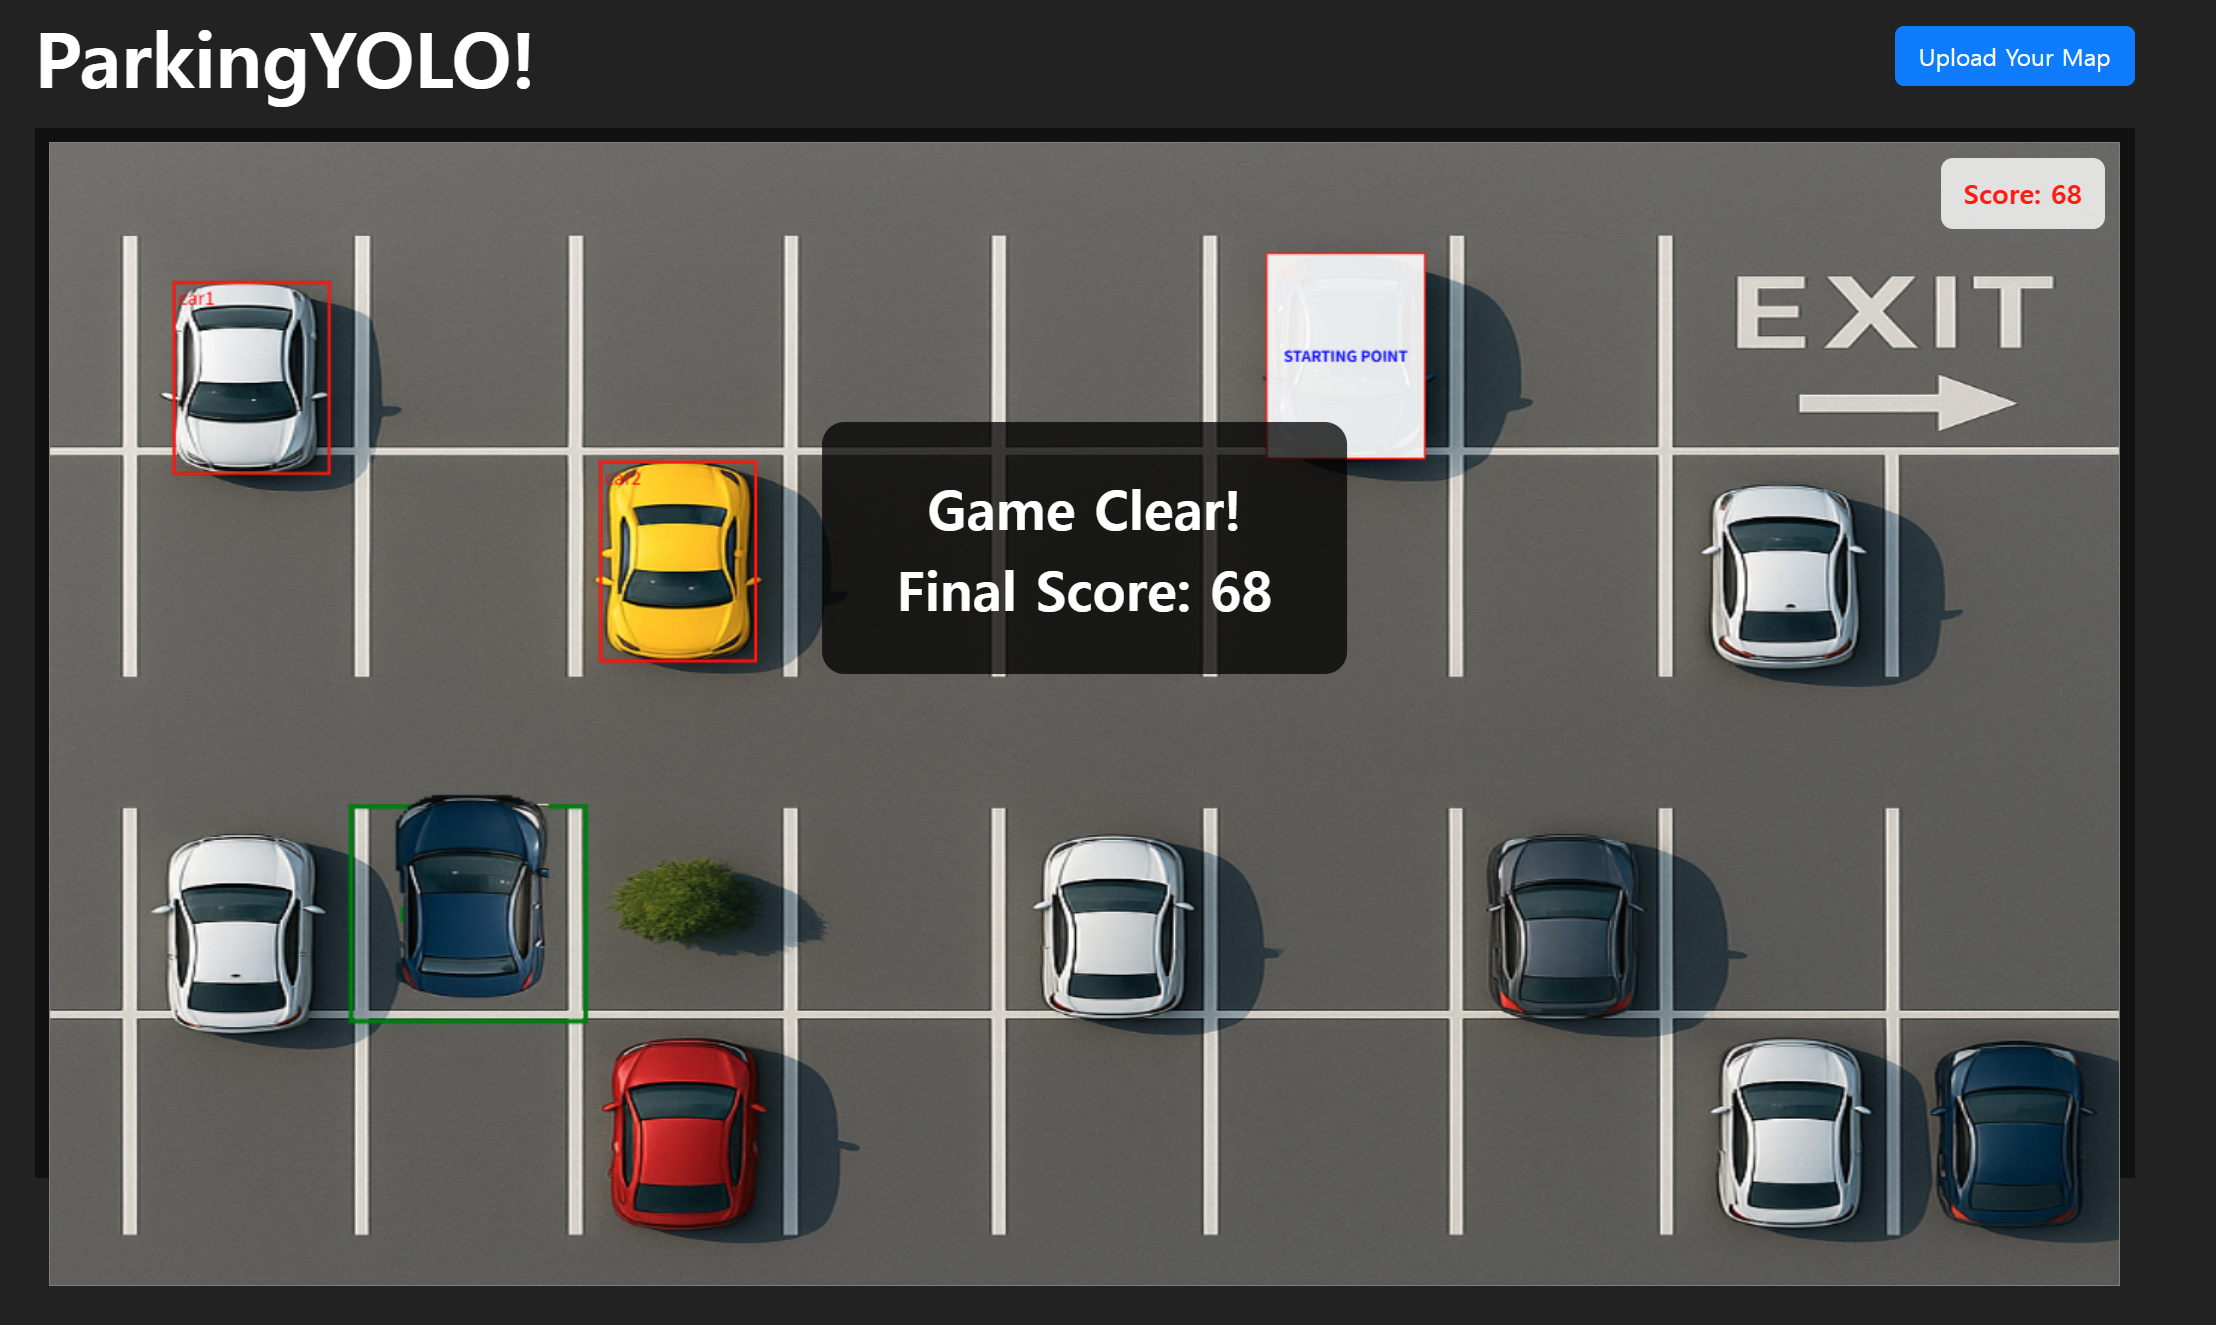 ParkingYOLO!
Upload Your Map
Score: 68
EXIT
car1
STARTING POINT
car2
Game Clear!
Final Score: 68